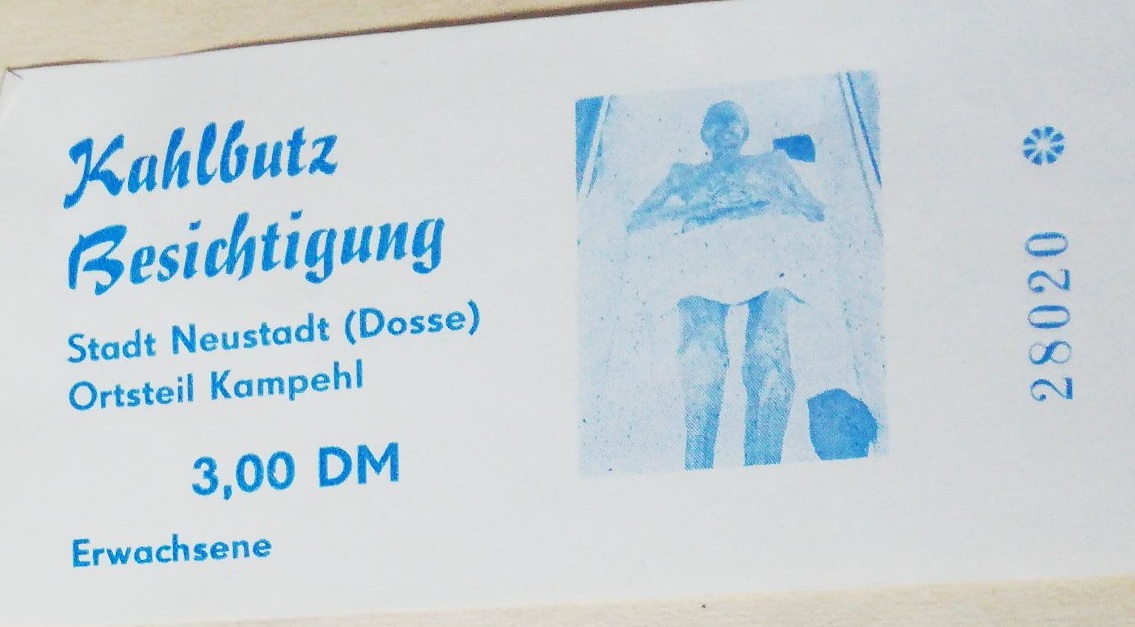 Kahlbutz
Besichtigung
Stadt Neustadt (Dosse)
Ortsteil Kampehl
3,00 DM
Erwachsene
28020